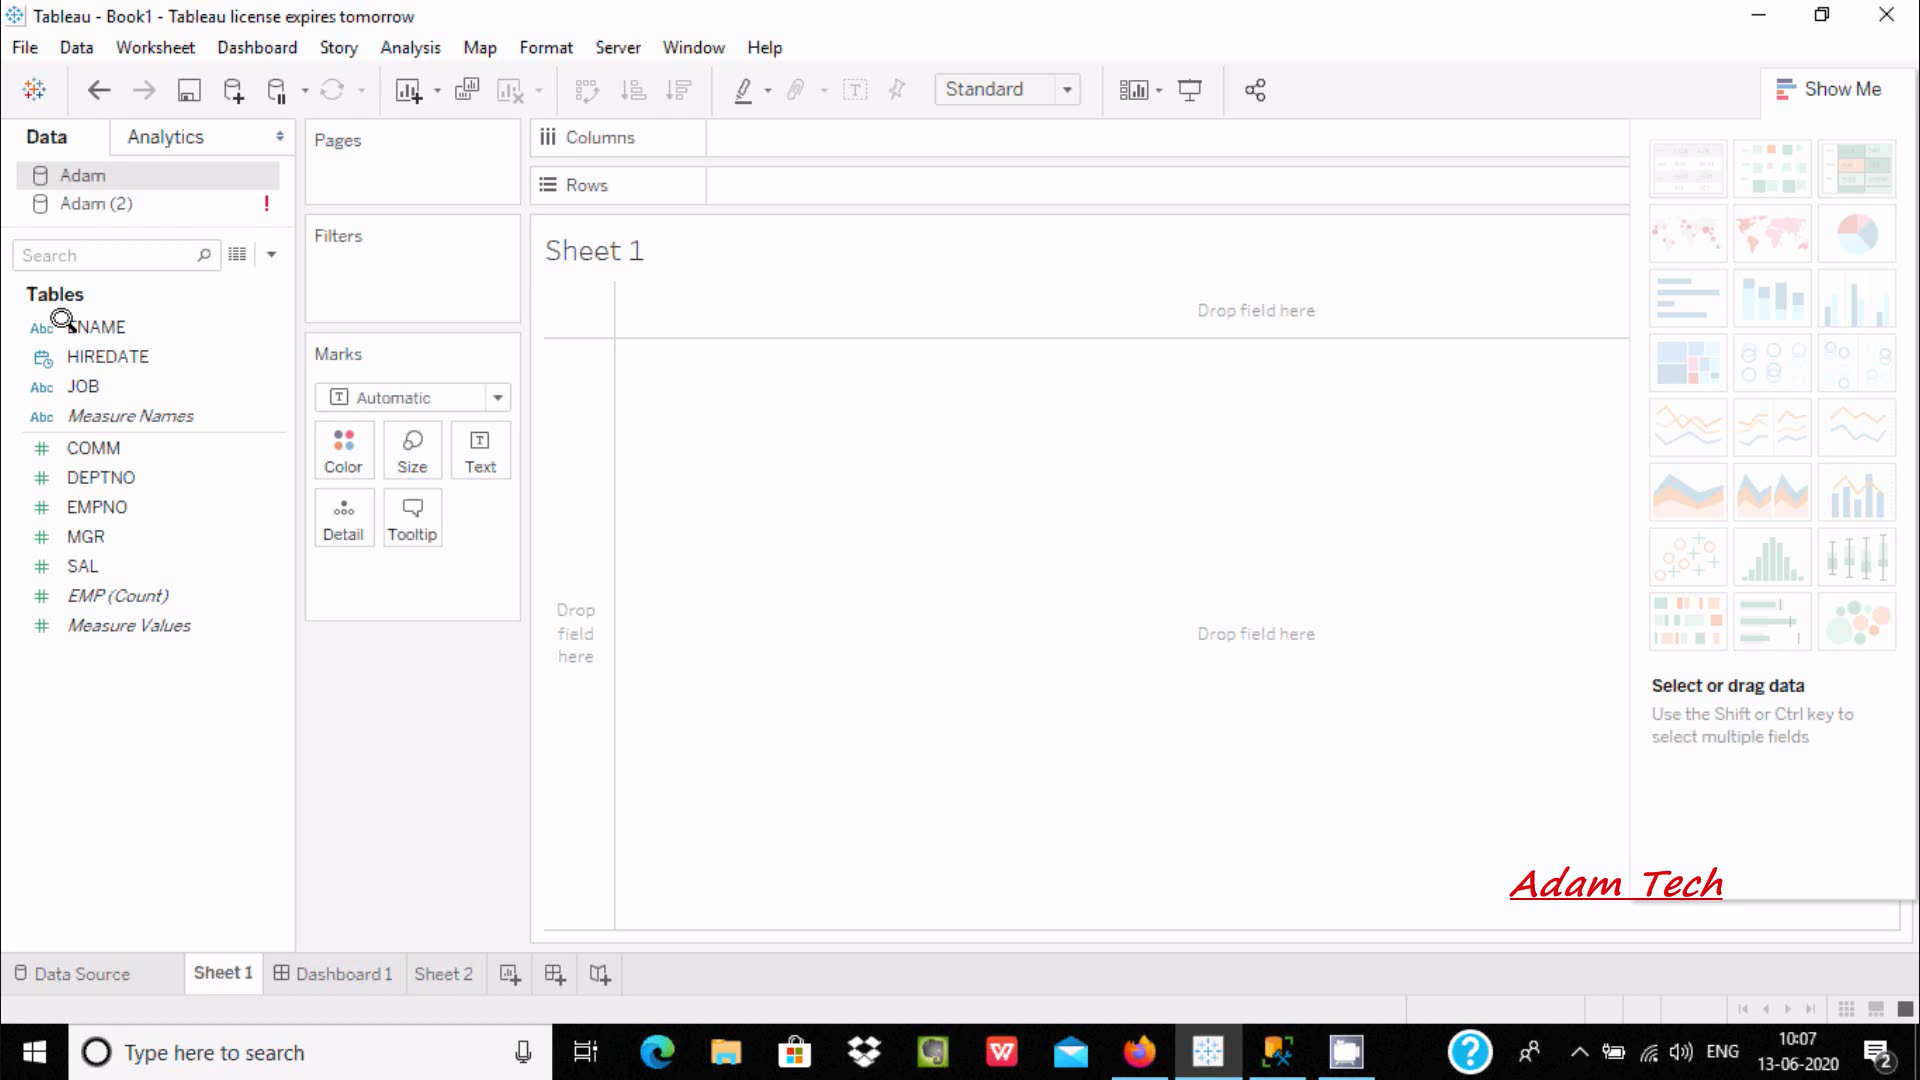 Tableau - Book1 - Tableau license expires tomorrow
File Data Worksheet Dashboard Story Analysis Map Format Server Window Help
Standard
Show Me
Data Analytics
Pages
Columns
Adam
Rows
Adam (2) !
Filters
Sheet 1
Search
Tables
Drop field here
Abc ENAME
HIREDATE
Marks
Abc JOB
Automatic
Abc Measure Names
COMM
Color Size Text
DEPTNO
EMPNO
Detail Tooltip
MGR
SAL
EMP (Count)
Measure Values
Drop
field
here
Drop field here
Select or drag data
Use the Shift or Ctrl key to
select multiple fields
Adam Tech
Data Source Sheet 1 Dashboard 1 Sheet 2
Type here to search
ENG
10:07
13-06-2020
2